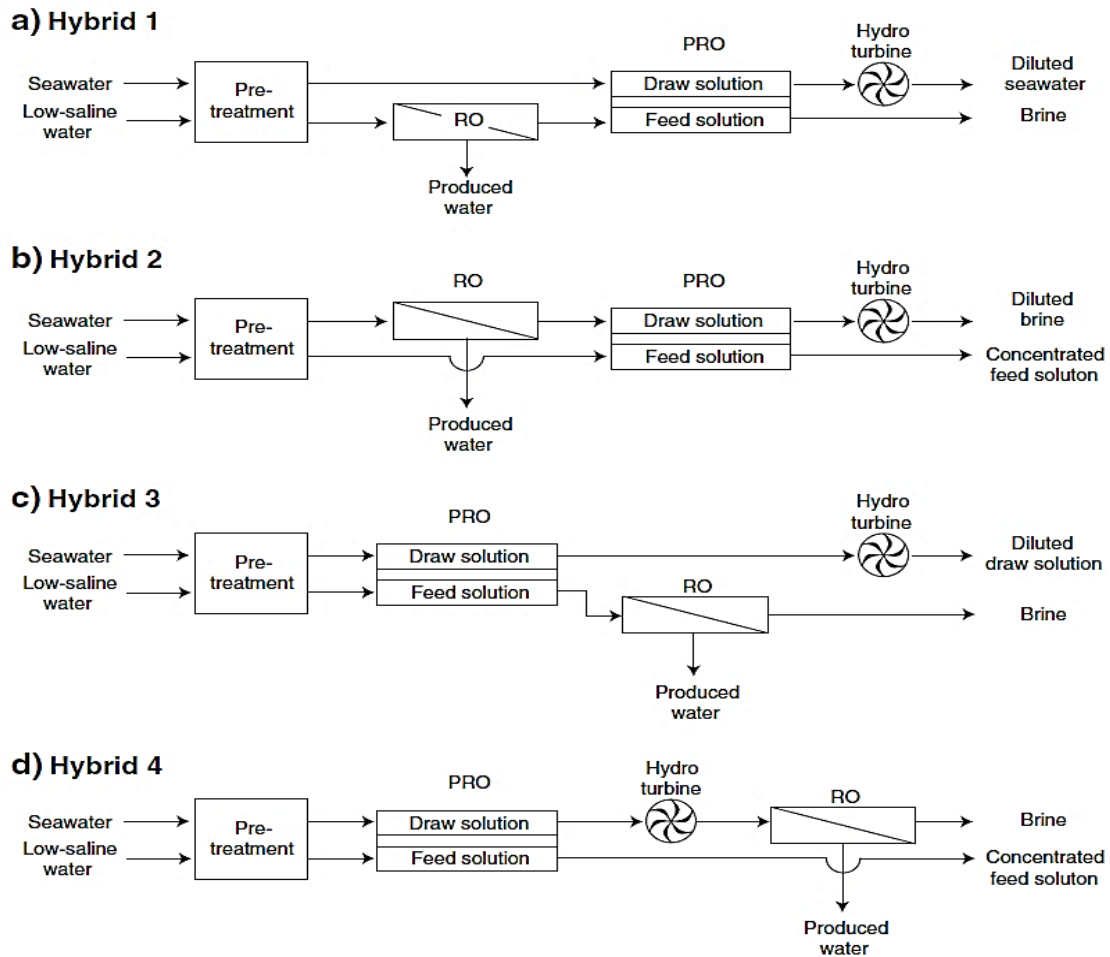 a) Hybrid 1
PRO
Hydro
turbine
Seawater
Low-saline
water
Pre-
treatment
RO
Draw solution
Feed solution
Diluted
seawater
Brine
Produced
water
b) Hybrid 2
RO
PRO
Hydro
turbine
Seawater
Low-saline
water
Pre-
treatment
Draw solution
Feed solution
Diluted
brine
Concentrated
feed soluton
Produced
water
c) Hybrid 3
PRO
Hydro
turbine
Seawater
Low-saline
water
Pre-
treatment
Draw solution
Feed solution
RO
Diluted
draw solution
Brine
Produced
water
d) Hybrid 4
PRO
Hydro
turbine
RO
Seawater
Low-saline
water
Pre-
treatment
Draw solution
Feed solution
Brine
Concentrated
feed soluton
Produced
water